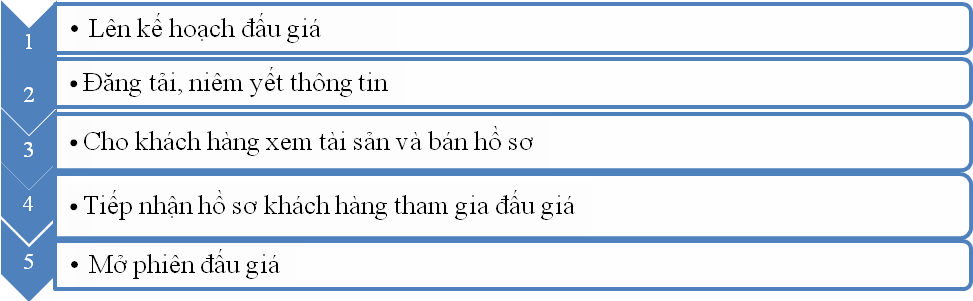 1 • Lên kế hoạch đấu giá
2 • Đăng tải, niêm yết thông tin
3 • Cho khách hàng xem tài sản và bán hồ sơ
4 • Tiếp nhận hồ sơ khách hàng tham gia đấu giá
5 • Mở phiên đấu giá